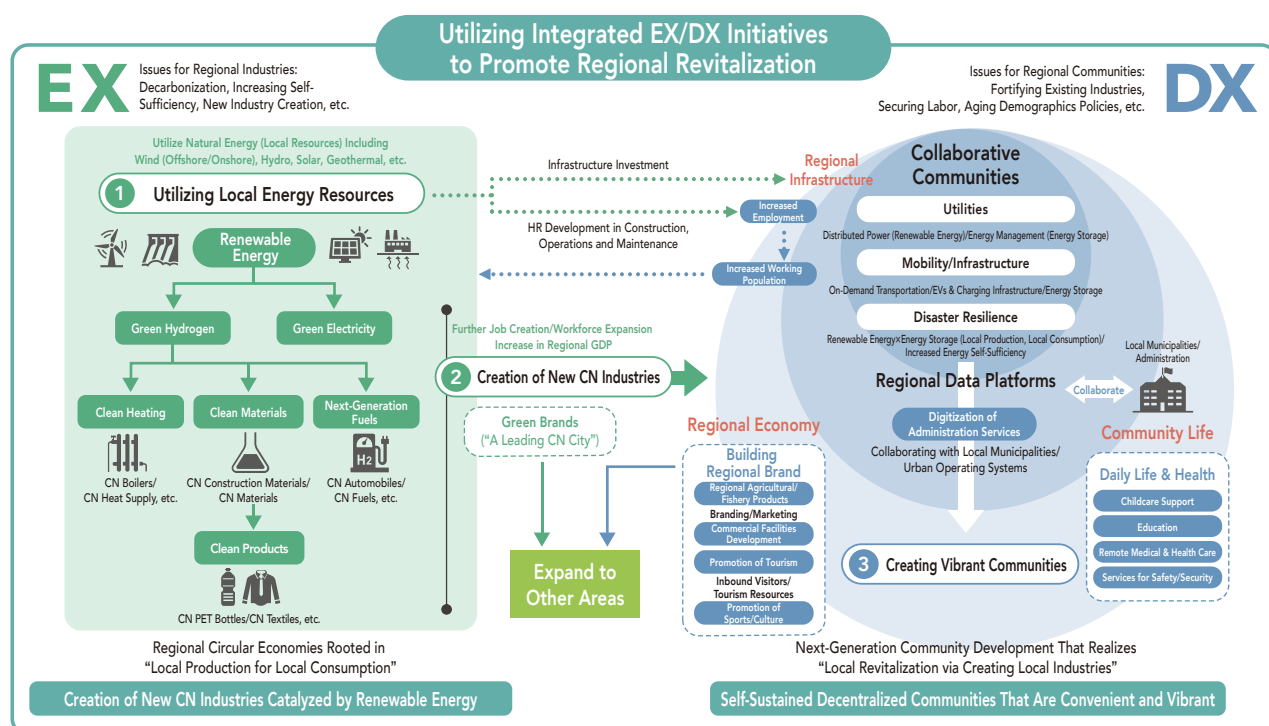 Utilizing Integrated EX/DX Initiatives
to Promote Regional Revitalization
EX
Issues for Regional Industries:
Decarbonization, Increasing Self-
Sufficiency, New Industry Creation, etc.
Issues for Regional Communities:
Fortifying Existing Industries,
Securing Labor, Aging Demographics Policies, etc.
DX
Utilize Natural Energy (Local Resources) Including
Wind (Offshore/Onshore), Hydro, Solar, Geothermal, etc.
1 Utilizing Local Energy Resources
Renewable
Energy
Green Hydrogen
Green Electricity
Clean Heating
Clean Materials
Next-Generation
Fuels
H2
CN Boilers/
CN Heat Supply, etc.
CN Construction Materials/
CN Materials
CN Automobiles/
CN Fuels, etc.
Clean Products
CN PET Bottles/CN Textiles, etc.
Regional Circular Economies Rooted in
“Local Production for Local Consumption”
Creation of New CN Industries Catalyzed by Renewable Energy
Infrastructure Investment
HR Development in Construction,
Operations and Maintenance
Regional
Infrastructure
Increased
Employment
Increased Working
Population
Further Job Creation/Workforce Expansion
Increase in Regional GDP
2 Creation of New CN Industries
Green Brands
(“A Leading CN City”)
Expand to
Other Areas
Regional Economy
Building
Regional Brand
Regional Agricultural/
Fishery Products
Branding/Marketing
Commercial Facilities
Development
Promotion of Tourism
Inbound Visitors/
Tourism Resources
Promotion of
Sports/Culture
Collaborative
Communities
Utilities
Distributed Power (Renewable Energy)/Energy Management (Energy Storage)
Mobility/Infrastructure
On-Demand Transportation/EVs & Charging Infrastructure/Energy Storage
Disaster Resilience
Renewable Energy×Energy Storage (Local Production, Local Consumption)/
Increased Energy Self-Sufficiency
Regional Data Platforms
Collaborate
Local Municipalities/
Administration
Digitization of
Administration Services
Collaborating with Local Municipalities/
Urban Operating Systems
3 Creating Vibrant Communities
Community Life
Daily Life & Health
Childcare Support
Education
Remote Medical & Health Care
Services for Safety/Security
Next-Generation Community Development That Realizes
“Local Revitalization via Creating Local Industries”
Self-Sustained Decentralized Communities That Are Convenient and Vibrant